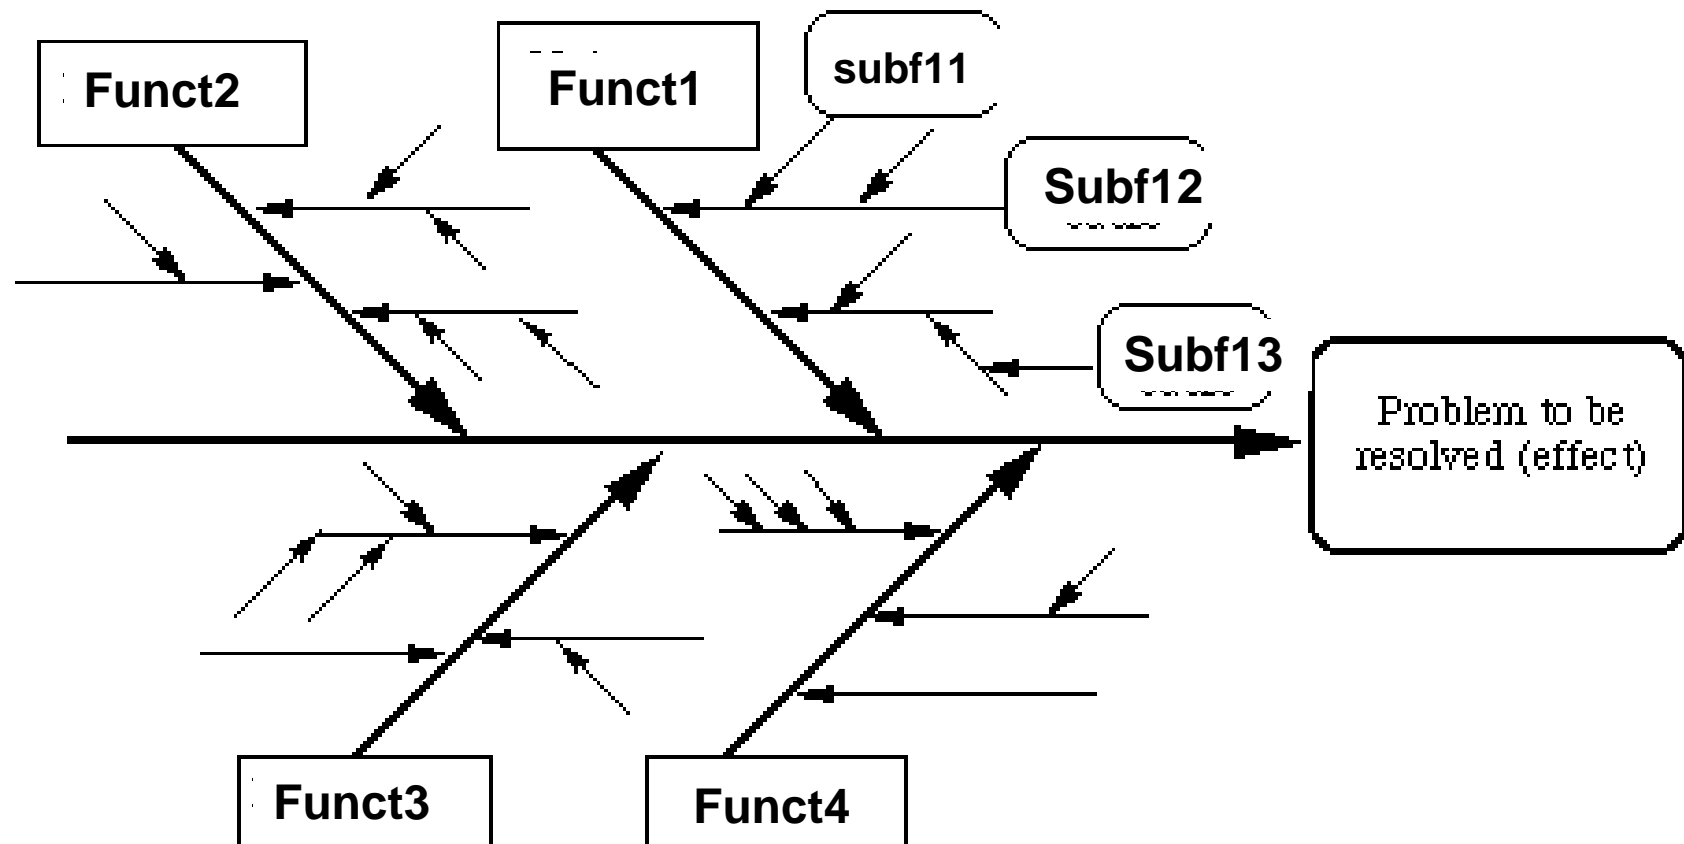 Funct2
Funct1
subf11
Subf12
Subf13
Problem to be
resolved (effect)
Funct3
Funct4